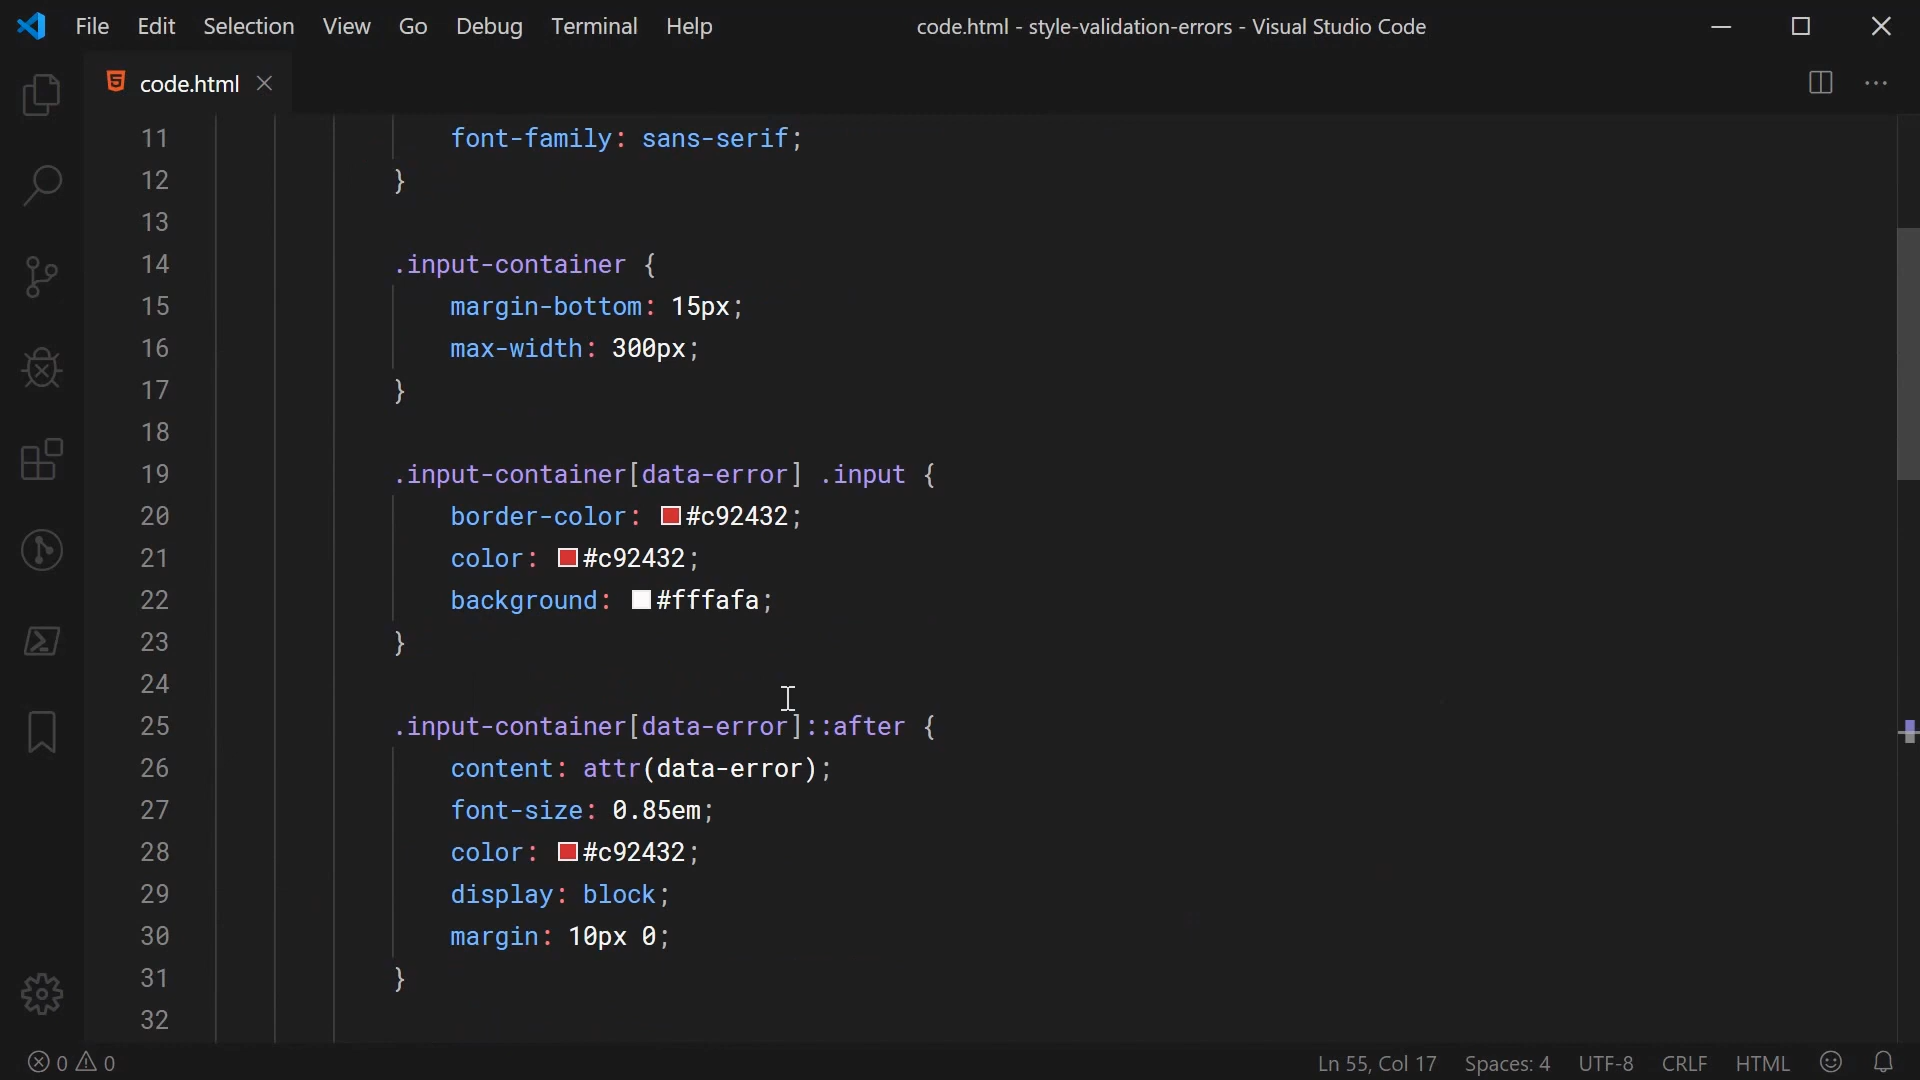 File Edit Selection View Go Debug Terminal Help code.html - style-validation-errors - Visual Studio Code
code.html
11 font-family: sans-serif;
12 }
13
14 .input-container {
15 margin-bottom: 15px;
16 max-width: 300px;
17 }
18
19 .input-container[data-error] .input {
20 border-color: #c92432;
21 color: #c92432;
22 background: #fffafa;
23 }
24
25 .input-container[data-error]::after {
26 content: attr(data-error);
27 font-size: 0.85em;
28 color: #c92432;
29 display: block;
30 margin: 10px 0;
31 }
32
0 0 Ln 55, Col 17 Spaces: 4 UTF-8 CRLF HTML